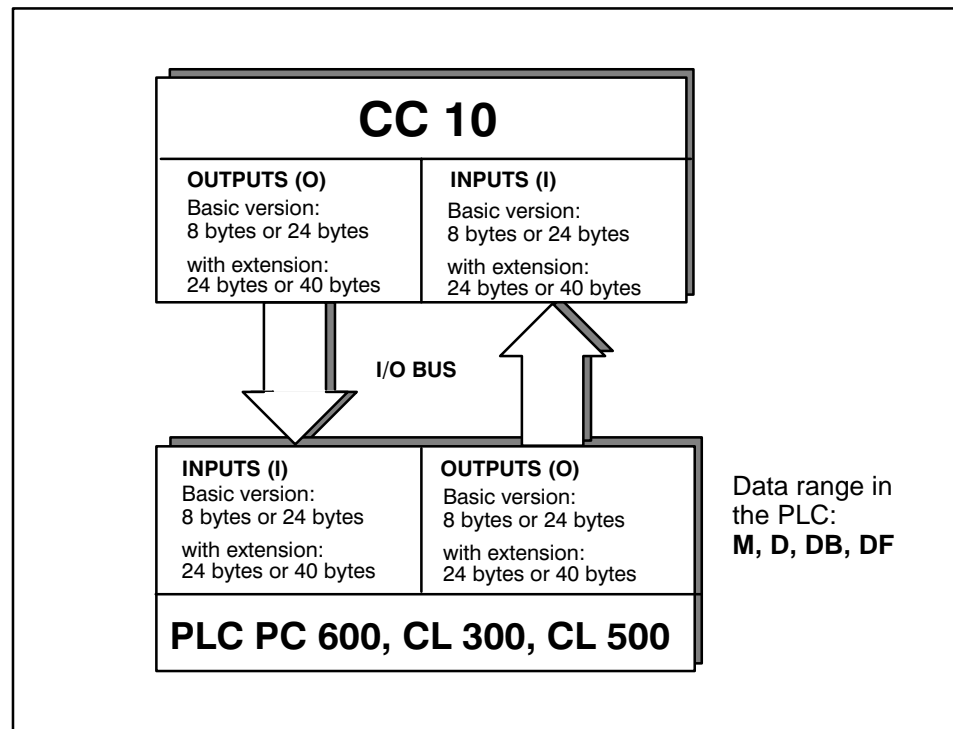 CC 10
OUTPUTS (O)
Basic version:
8 bytes or 24 bytes
with extension:
24 bytes or 40 bytes
INPUTS (I)
Basic version:
8 bytes or 24 bytes
with extension:
24 bytes or 40 bytes
I/O BUS
INPUTS (I)
Basic version:
8 bytes or 24 bytes
with extension:
24 bytes or 40 bytes
OUTPUTS (O)
Basic version:
8 bytes or 24 bytes
with extension:
24 bytes or 40 bytes
Data range in
the PLC:
M, D, DB, DF
PLC PC 600, CL 300, CL 500